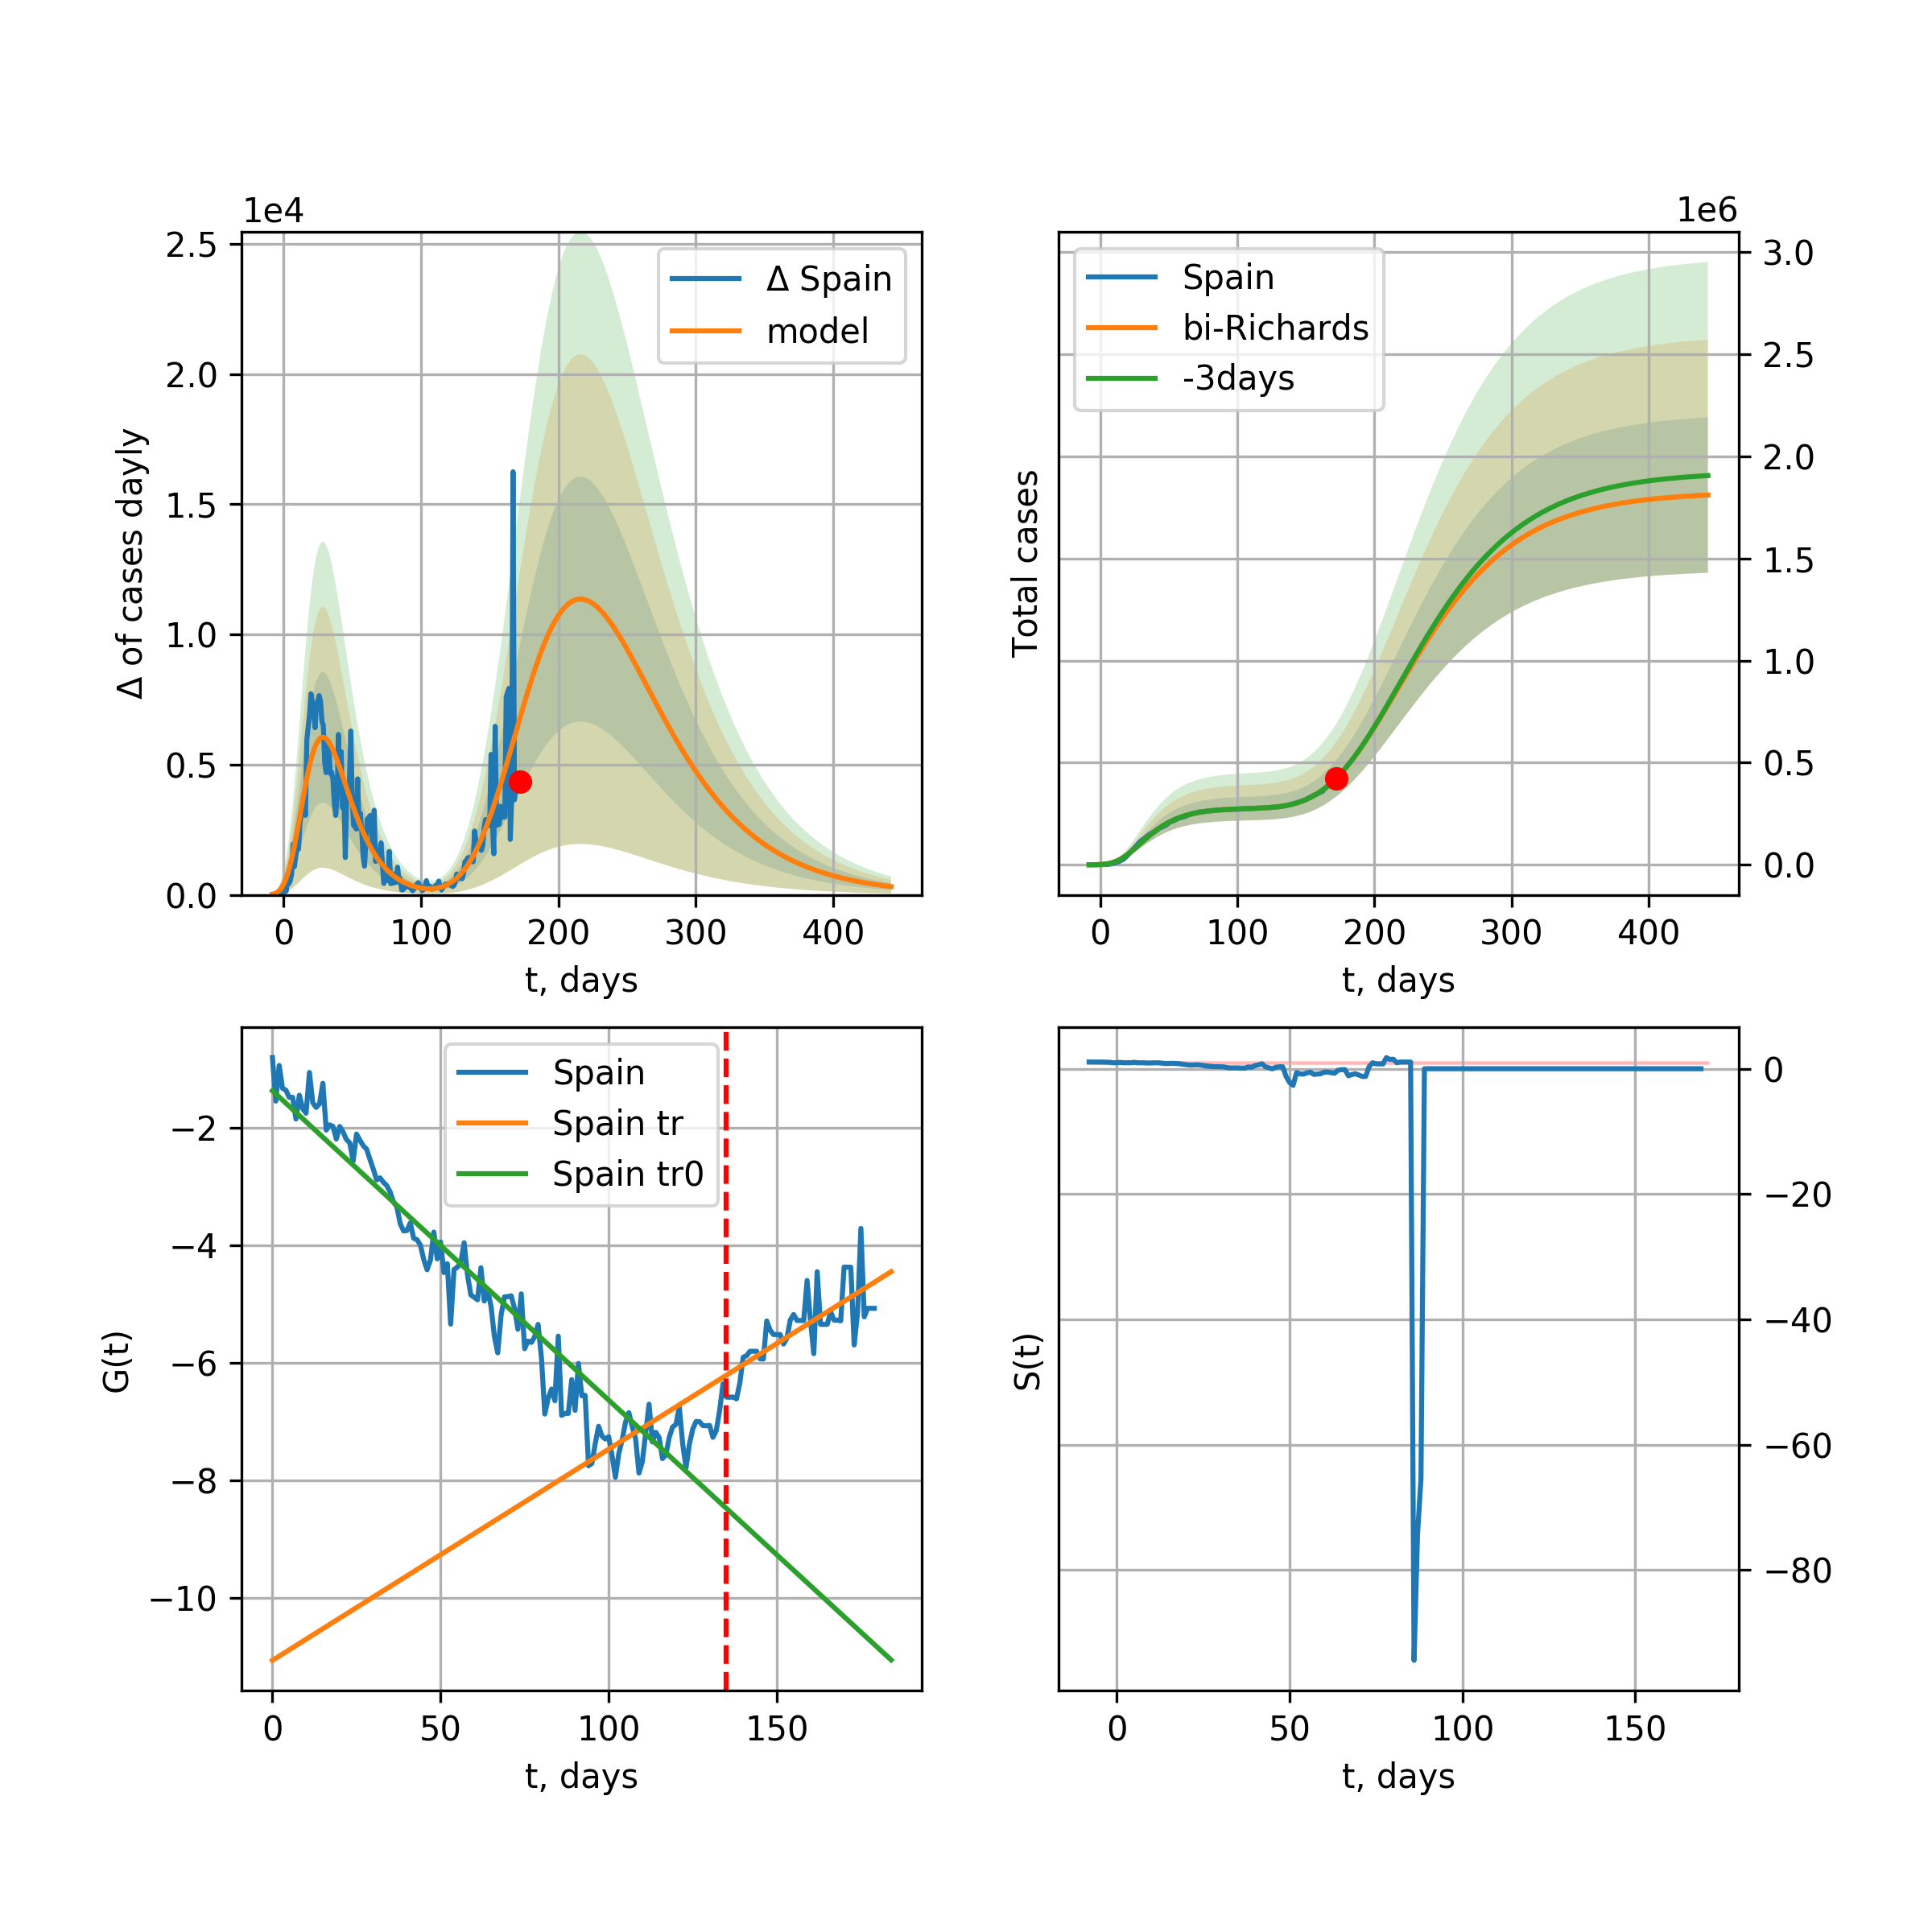 1e4
2.5
2.0
1.5
1.0
0.5
0.0
Δ of cases dayly
Δ Spain
model
0 100 200 300 400
t, days
1e6
3.0
2.5
2.0
1.5
1.0
0.5
0.0
Total cases
Spain
bi-Richards
-3days
0 100 200 300 400
t, days
−2
−4
−6
−8
−10
G(t)
Spain
Spain tr
Spain tr0
0 50 100 150
t, days
0
−20
−40
−60
−80
S(t)
0 50 100 150
t, days